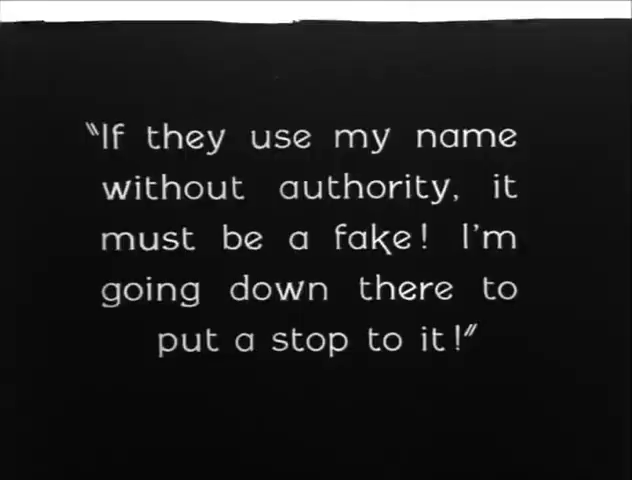 "If they use my name
without authority, it
must be a fake! I'm
going down there to
put a stop to it!"